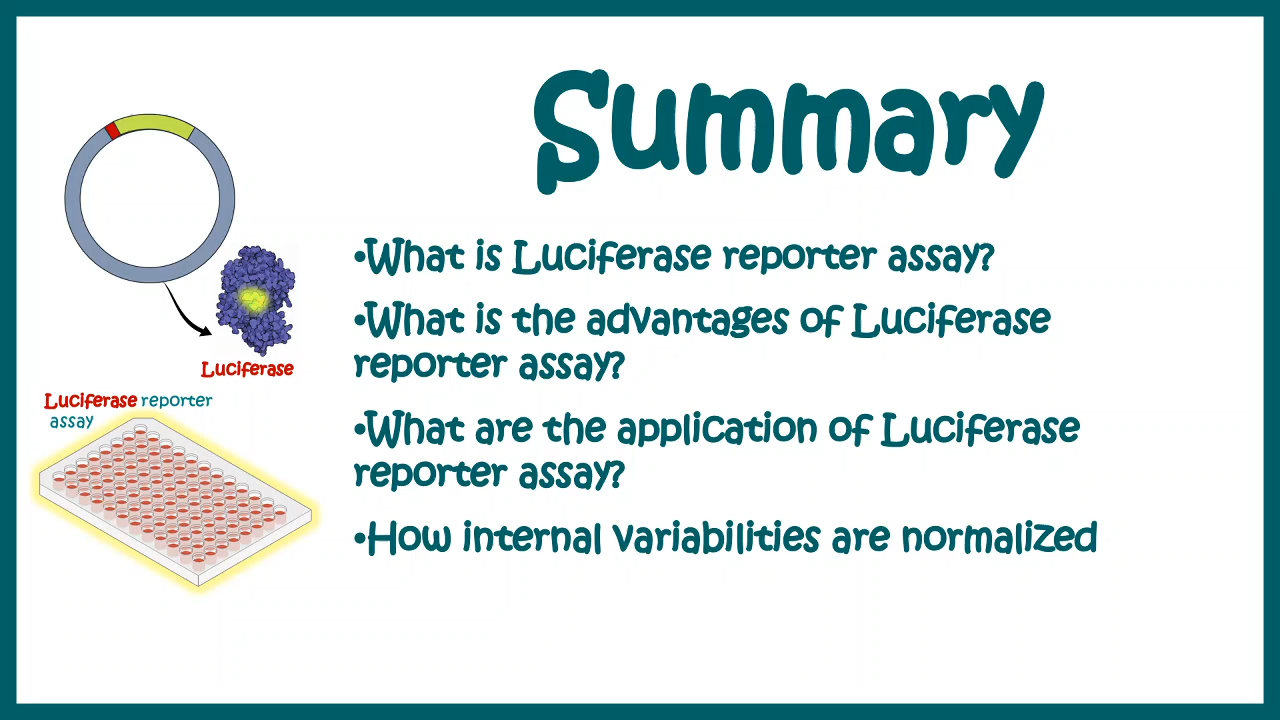 Summary
•What is Luciferase reporter assay?
•What is the advantages of Luciferase
reporter assay?
•What are the application of Luciferase
reporter assay?
•How internal variabilities are normalized
Luciferase
Luciferase reporter
assay